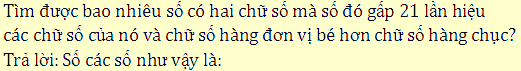 Tìm được bao nhiêu số có hai chữ số mà số đó gấp 21 lần hiệu
các chữ số của nó và chữ số hàng đơn vị bé hơn chữ số hàng chục?
Trả lời: Số các số như vậy là: